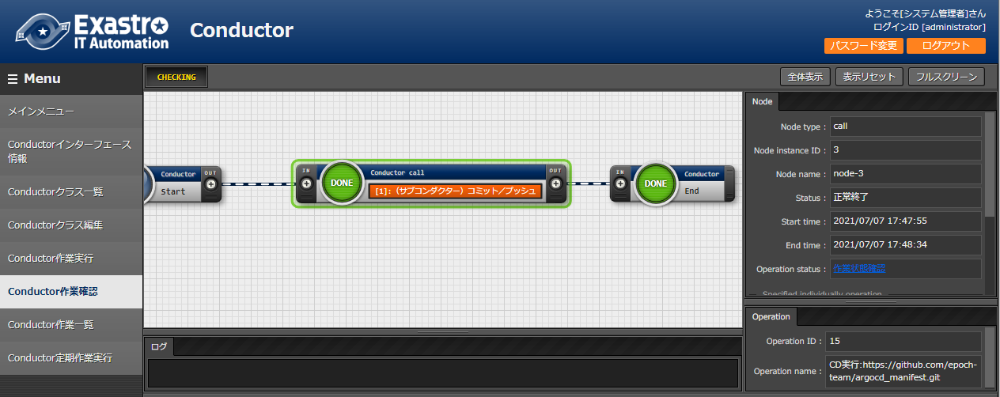 Exastro
IT Automation
Conductor
ようこそ[システム管理者]さん
ログインID [administrator]
パスワード変更
ログアウト
Menu
メインメニュー
Conductorインターフェース
情報
Conductorクラス一覧
Conductorクラス編集
Conductor作業実行
Conductor作業確認
Conductor作業一覧
Conductor定期作業実行
CHECKING
全体表示
表示リセット
フルスクリーン
Conductor
OUT
Start
IN
DONE
Conductor call
OUT
[1]:（サブコンダクター）コミット／プッシュ
IN
DONE
Conductor
End
ログ
Node
Node type : call
Node instance ID : 3
Node name : node-3
Status : 正常終了
Start time : 2021/07/07 17:47:55
End time : 2021/07/07 17:48:34
Operation status : 作業状態確認
Specified individually operation
Operation
Operation ID : 15
Operation name : CD実行:https://github.com/epoch-
team/argocd_manifest.git